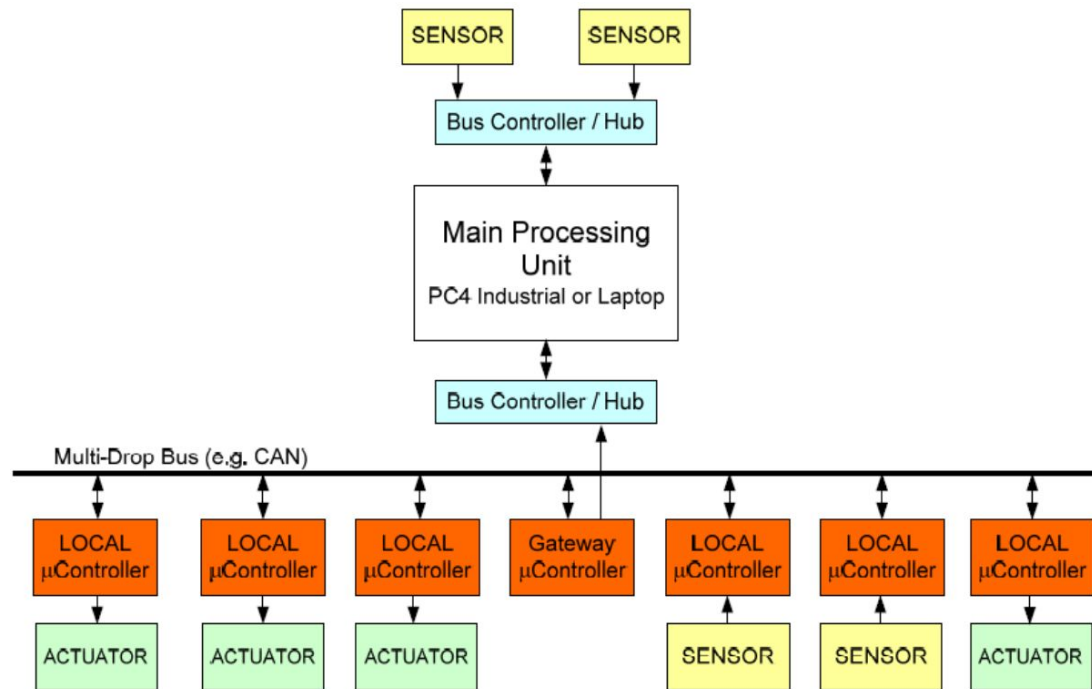 SENSOR
SENSOR
Bus Controller / Hub
Main Processing
Unit
PC4 Industrial or Laptop
Bus Controller / Hub
Multi-Drop Bus (e.g. CAN)
LOCAL
μController
LOCAL
μController
LOCAL
μController
Gateway
μController
LOCAL
μController
LOCAL
μController
LOCAL
μController
ACTUATOR
ACTUATOR
ACTUATOR
SENSOR
SENSOR
ACTUATOR